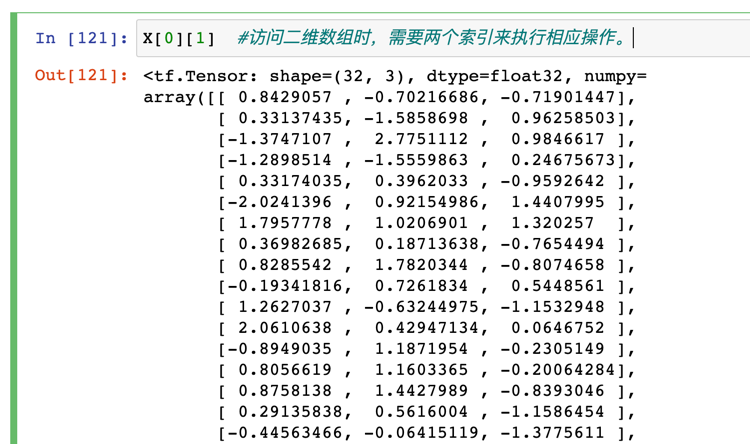 In [121]: X[0][1]  #访问二维数组时，需要两个索引来执行相应操作。
Out[121]: <tf.Tensor: shape=(32, 3), dtype=float32, numpy=
array([[ 0.8429057 , -0.70216686, -0.71901447],
[ 0.33137435, -1.5858698 ,  0.96258503],
[-1.3747107 ,  2.7751112 ,  0.9846617 ],
[-1.2898514 , -1.5559863 ,  0.24675673],
[ 0.33174035,  0.3962033 , -0.9592642 ],
[-2.0241396 ,  0.92154986,  1.4407995 ],
[ 1.7957778 ,  1.0206901 ,  1.320257  ],
[ 0.36982685,  0.18713638, -0.7654494 ],
[ 0.8285542 ,  1.7820344 , -0.8074658 ],
[-0.19341816,  0.7261834 ,  0.5448561 ],
[ 1.2627037 , -0.63244975, -1.1532948 ],
[ 2.0610638 ,  0.42947134,  0.0646752 ],
[-0.8949035 ,  1.1871954 , -0.2305149 ],
[ 0.8056619 ,  1.1603365 , -0.20064284],
[ 0.8758138 ,  1.4427989 , -0.8393046 ],
[ 0.29135838,  0.5616004 , -1.1586454 ],
[-0.44563466, -0.06415119, -1.3775611 ],